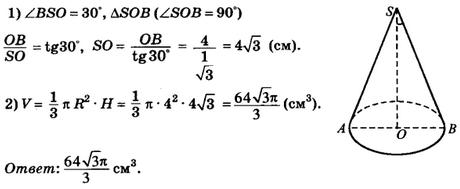 1) ∠BSO = 30°, ΔSOB (∠SOB = 90°)
OB/SO = tg30°, SO = OB/tg30° = 4/(1/√3) = 4√3 (см).
2) V = 1/3 πR² · H = 1/3 π · 4² · 4√3 = 64√3π/3 (см³).
Ответ: 64√3π/3 см³.
S
A
O
B